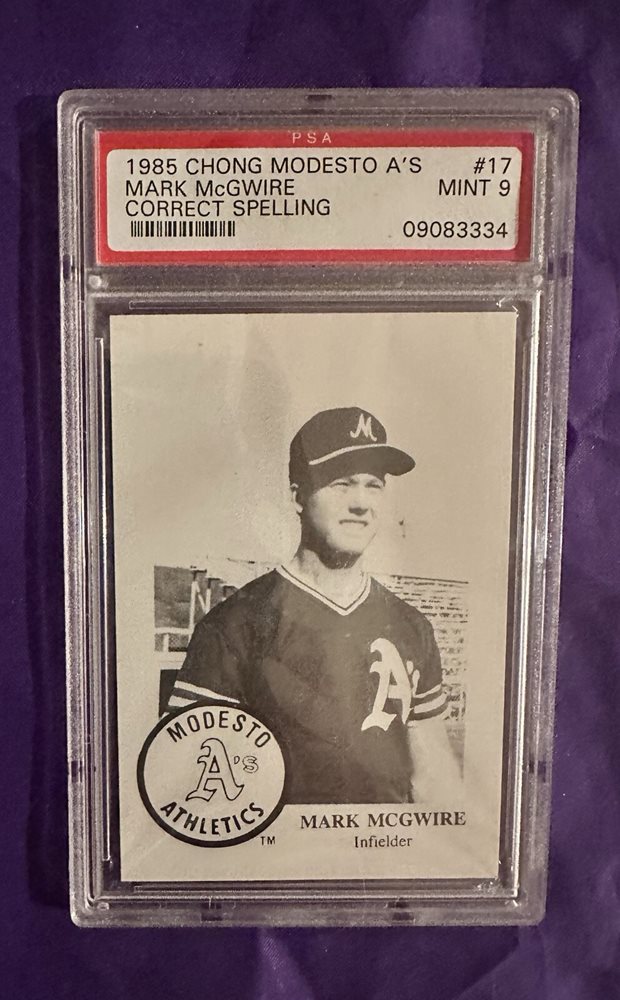 PSA
1985 CHONG MODESTO A'S #17
MARK McGWIRE MINT 9
CORRECT SPELLING
09083334
M
A's
MODESTO
A's
ATHLETICS
TM
MARK MCGWIRE
Infielder